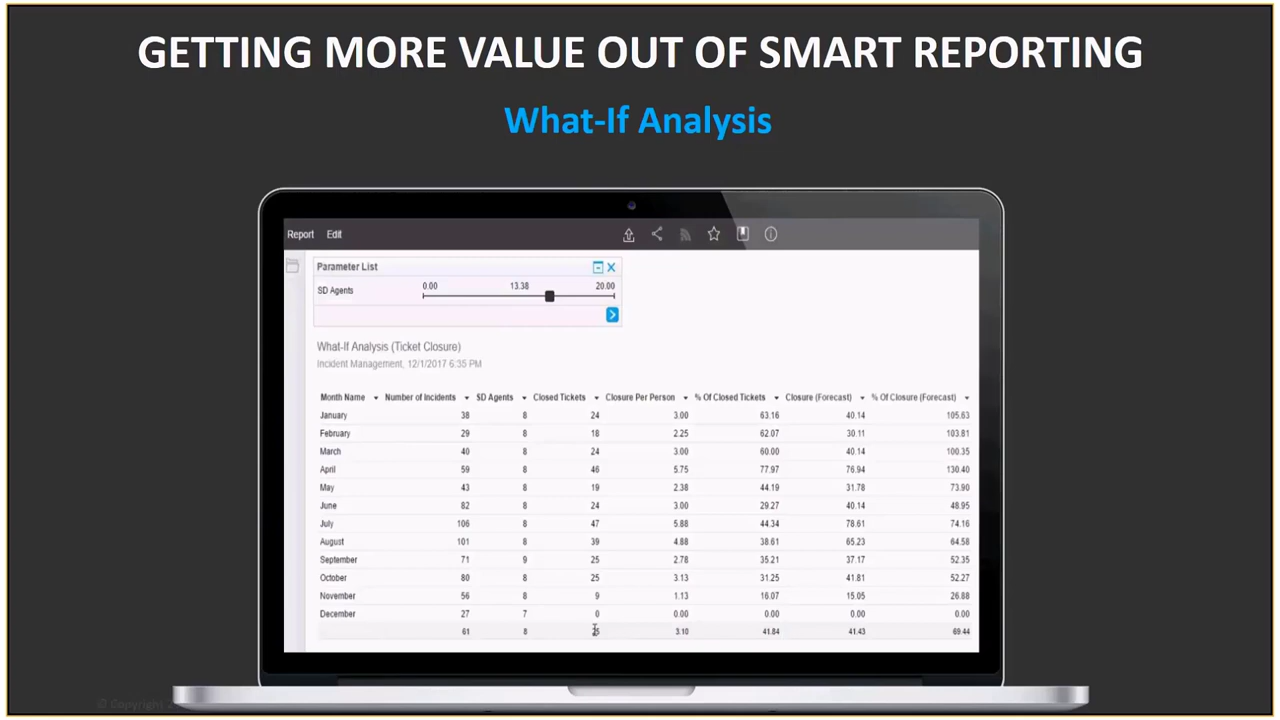 GETTING MORE VALUE OUT OF SMART REPORTING
What-If Analysis
Report Edit
Parameter List
SD Agents 0.00 13.38 20.00
What-If Analysis (Ticket Closure)
Incident Management, 12/1/2017 6:35 PM
Month Name Number of Incidents SD Agents Closed Tickets Closure Per Person % Of Closed Tickets Closure (Forecast) % Of Closure (Forecast)
January 38 8 24 3.00 63.16 40.14 105.63
February 29 8 18 2.25 62.07 30.11 103.81
March 40 8 24 3.00 60.00 40.14 100.35
April 59 8 46 5.75 77.97 76.94 130.40
May 43 8 19 2.38 44.19 31.78 73.90
June 82 8 24 3.00 29.27 40.14 48.95
July 106 8 47 5.88 44.34 78.61 74.16
August 101 8 39 4.88 38.61 65.23 64.58
September 71 9 25 2.78 35.21 37.17 52.35
October 80 8 25 3.13 31.25 41.81 52.27
November 56 8 9 1.13 16.07 15.05 26.88
December 27 7 0 0.00 0.00 0.00 0.00
61 8 3.10 41.84 41.43 69.44
© Copyright